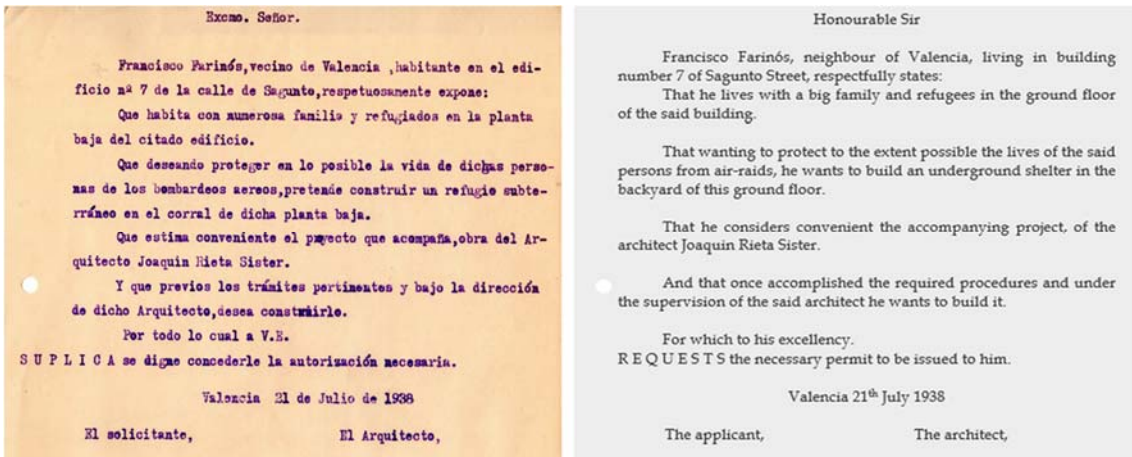 Excmo. Señor.
Francisco Farinós,vecino de Valencia ,habitante en el edi-
ficio nº 7 de la calle de Sagunto,respetuosamente expone:
Que habita con numerosa familia y refugiados en la planta
baja del citado edificio.
Que deseando proteger en lo posible la vida de dichas perso-
nas de los bombardeos aereos,pretende construir un refugio subte-
rráneo en el corral de dicha planta baja.
Que estima conveniente el proyecto que acompaña,obra del Ar-
quitecto Joaquin Rieta Sister.
Y que previos los trámites pertinentes y bajo la dirección
de dicho Arquitecto,desea construirlo.
Por todo lo cual a V.E.
S U P L I C A se digne concederle la autorización necesaria.
Valencia 21 de Julio de 1938
El solicitante, El Arquitecto,
Honourable Sir
Francisco Farinós, neighbour of Valencia, living in building
number 7 of Sagunto Street, respectfully states:
That he lives with a big family and refugees in the ground floor
of the said building.
That wanting to protect to the extent possible the lives of the said
persons from air-raids, he wants to build an underground shelter in the
backyard of this ground floor.
That he considers convenient the accompanying project, of the
architect Joaquin Rieta Sister.
And that once accomplished the required procedures and under
the supervision of the said architect he wants to build it.
For which to his excellency.
R E Q U E S T S the necessary permit to be issued to him.
Valencia 21th July 1938
The applicant, The architect,